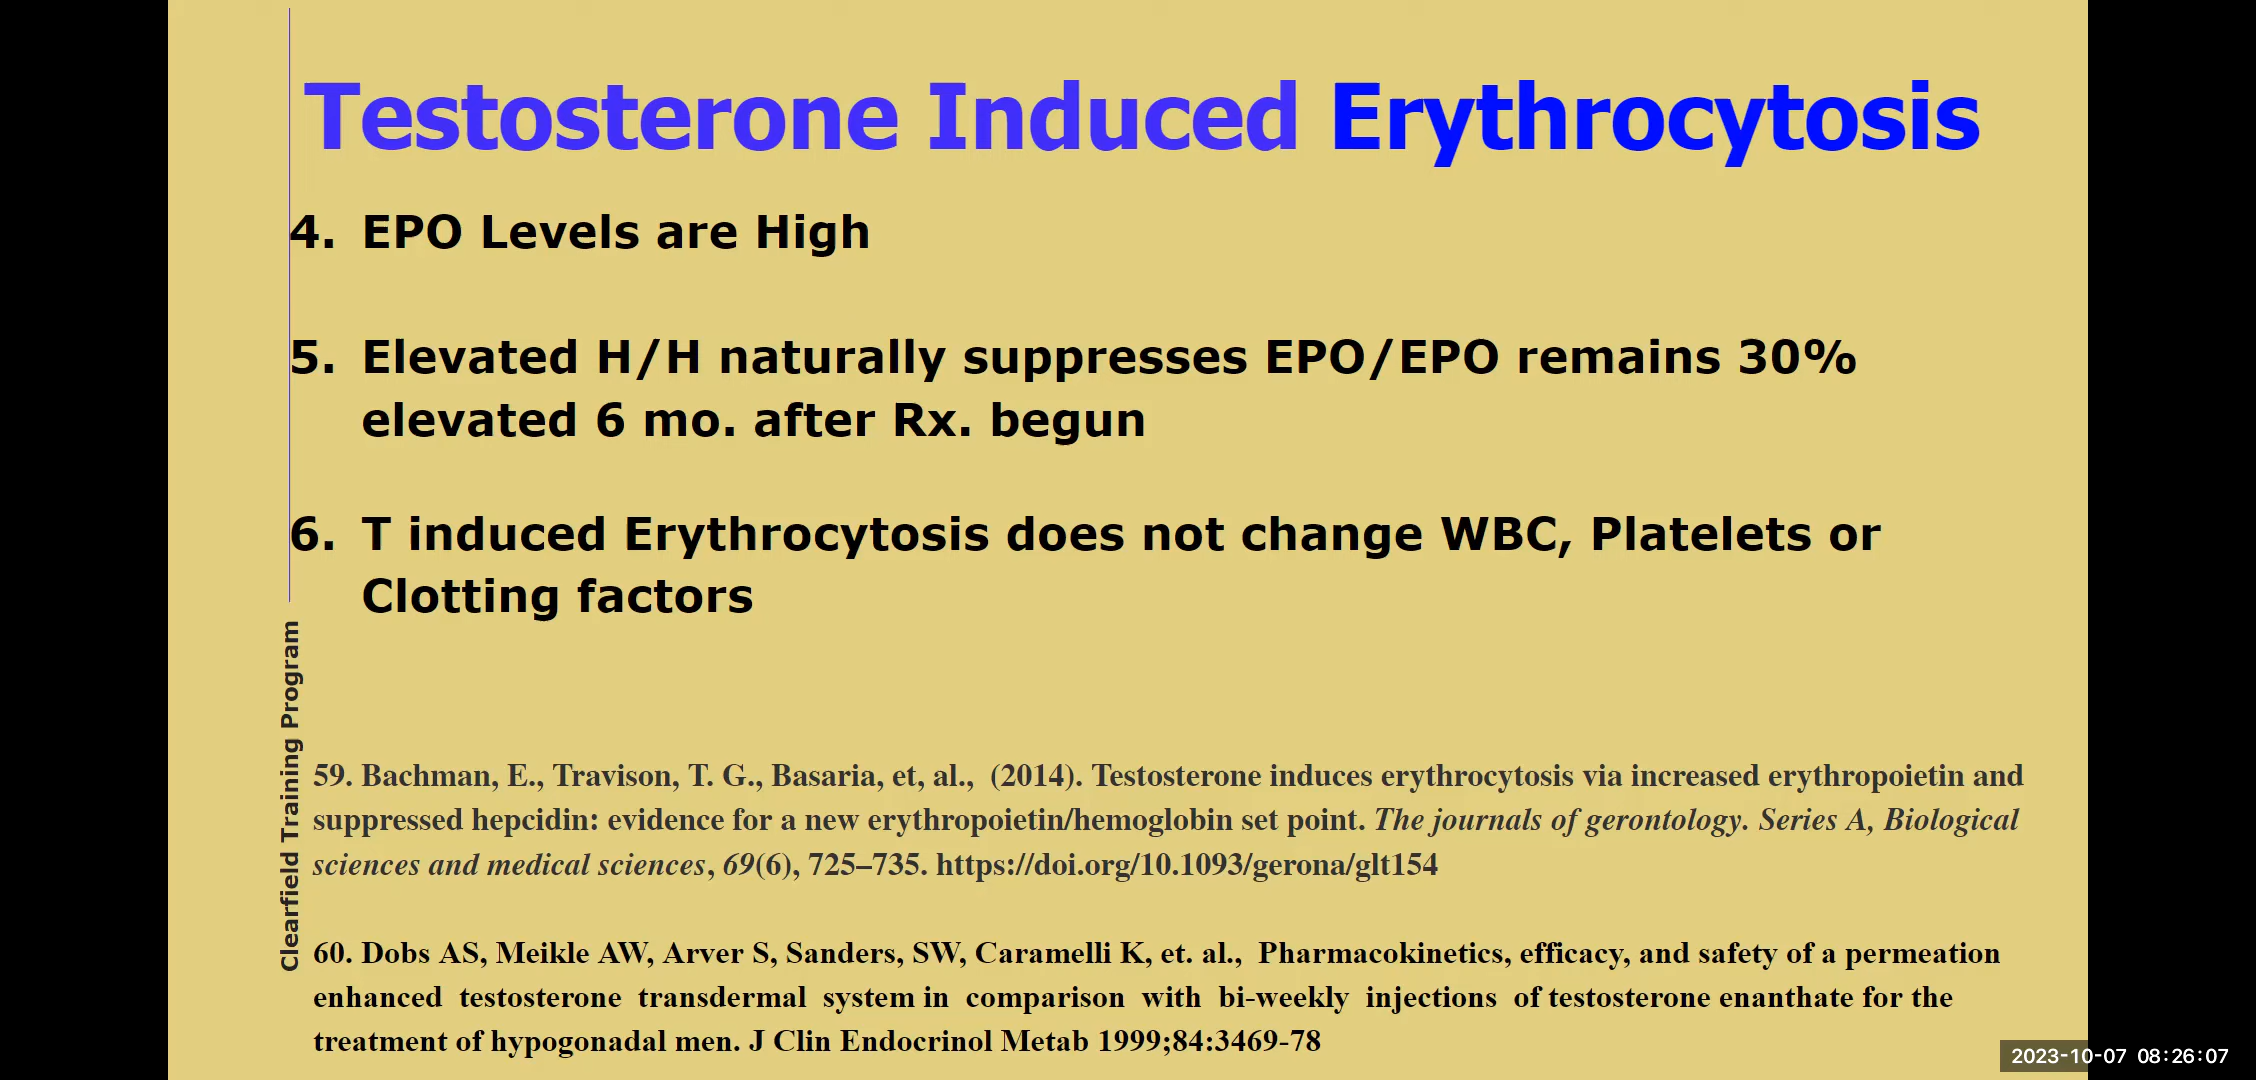 Testosterone Induced Erythrocytosis
4. EPO Levels are High
5. Elevated H/H naturally suppresses EPO/EPO remains 30%
elevated 6 mo. after Rx. begun
6. T induced Erythrocytosis does not change WBC, Platelets or
Clotting factors
Clearfield Training Program
59. Bachman, E., Travison, T. G., Basaria, et, al., (2014). Testosterone induces erythrocytosis via increased erythropoietin and
suppressed hepcidin: evidence for a new erythropoietin/hemoglobin set point. The journals of gerontology. Series A, Biological
sciences and medical sciences, 69(6), 725–735. https://doi.org/10.1093/gerona/glt154
60. Dobs AS, Meikle AW, Arver S, Sanders, SW, Caramelli K, et. al., Pharmacokinetics, efficacy, and safety of a permeation
enhanced testosterone transdermal system in comparison with bi-weekly injections of testosterone enanthate for the
treatment of hypogonadal men. J Clin Endocrinol Metab 1999;84:3469-78
2023-10-07 08:26:07